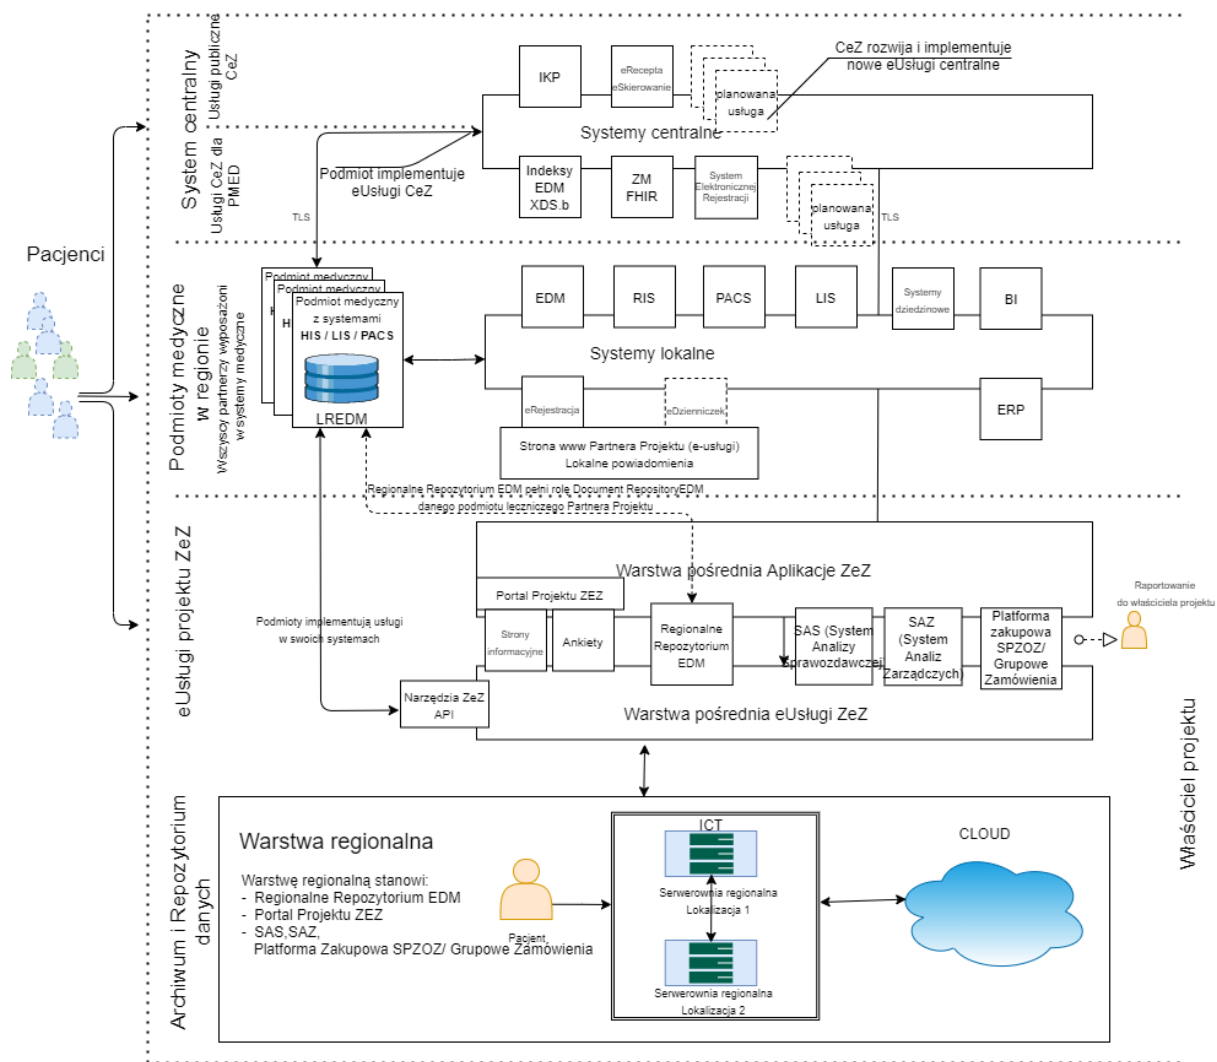 System centralny
Usługi publiczne
CeZ
Usługi CeZ dla
PMED
IKP
eRecepta
eSkierowanie
planowana
usługa
CeZ rozwija i implementuje
nowe eUsługi centralne
Systemy centralne
Podmiot implementuje
eUsługi CeZ
Indeksy
EDM
XDS.b
ZM
FHIR
System
Elektronicznej
Rejestracji
planowana
usługa
TLS
TLS
Pacjenci
Podmioty medyczne
w regionie
Wszyscy partnerzy wyposażoni
w systemy medyczne
Podmiot medyczny
Podmiot medyczny
Podmiot medyczny
z systemami
HIS / LIS / PACS
LREDM
EDM
RIS
PACS
LIS
Systemy
dziedzinowe
BI
Systemy lokalne
eRejestracja
eDzienniczek
ERP
Strona www Partnera Projektu (e-usługi)
Lokalne powiadomienia
Regionalne Repozytorium EDM pełni rolę Document RepositoryEDM
danego podmiotu leczniczego Partnera Projektu
eUsługi projektu ZeZ
Warstwa pośrednia Aplikacje ZeZ
Portal Projektu ZEZ
Strony
informacyjne
Ankiety
Regionalne
Repozytorium
EDM
SAS (System
Analizy
Sprawozdawczej
SAZ
(System
Analiz
Zarządczych)
Platforma
zakupowa
SPZOZ/
Grupowe
Zamówienia
Raportowanie
do właściciela projektu
Podmioty implementują usługi
w swoich systemach
Narzędzia ZeZ
API
Warstwa pośrednia eUsługi ZeZ
Właściciel projektu
Archiwum i Repozytorium
danych
Warstwa regionalna
Warstwę regionalną stanowi:
- Regionalne Repozytorium EDM
- Portal Projektu ZEZ
- SAS,SAZ,
Platforma Zakupowa SPZOZ/ Grupowe Zamówienia
Pacjent
ICT
Serwerownia regionalna
Lokalizacja 1
Serwerownia regionalna
Lokalizacja 2
CLOUD